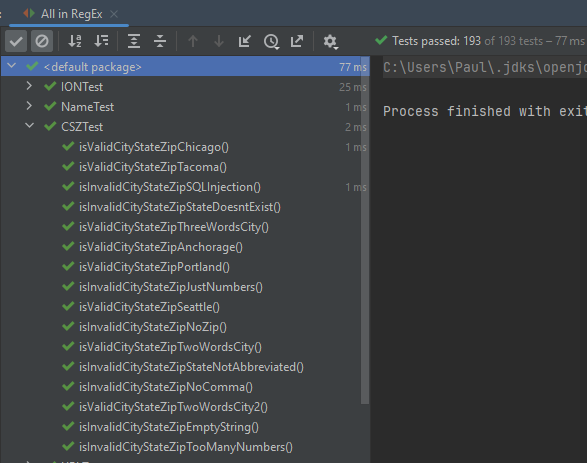 : All in RegEx
Tests passed: 193 of 193 tests – 77 ms
<default package> 77 ms
IONTest 25 ms
NameTest 1 ms
CSZTest 2 ms
isValidCityStateZipChicago() 1 ms
isValidCityStateZipTacoma()
isInvalidCityStateZipSQLInjection() 1 ms
isInvalidCityStateZipStateDoesntExist()
isValidCityStateZipThreeWordsCity()
isValidCityStateZipAnchorage()
isValidCityStateZipPortland()
isInvalidCityStateZipJustNumbers()
isValidCityStateZipSeattle()
isInvalidCityStateZipNoZip()
isValidCityStateZipTwoWordsCity()
isInvalidCityStateZipStateNotAbbreviated()
isInvalidCityStateZipNoComma()
isValidCityStateZipTwoWordsCity2()
isInvalidCityStateZipEmptyString()
isInvalidCityStateZipTooManyNumbers()
C:\Users\Paul\.jdks\openjd
Process finished with exit